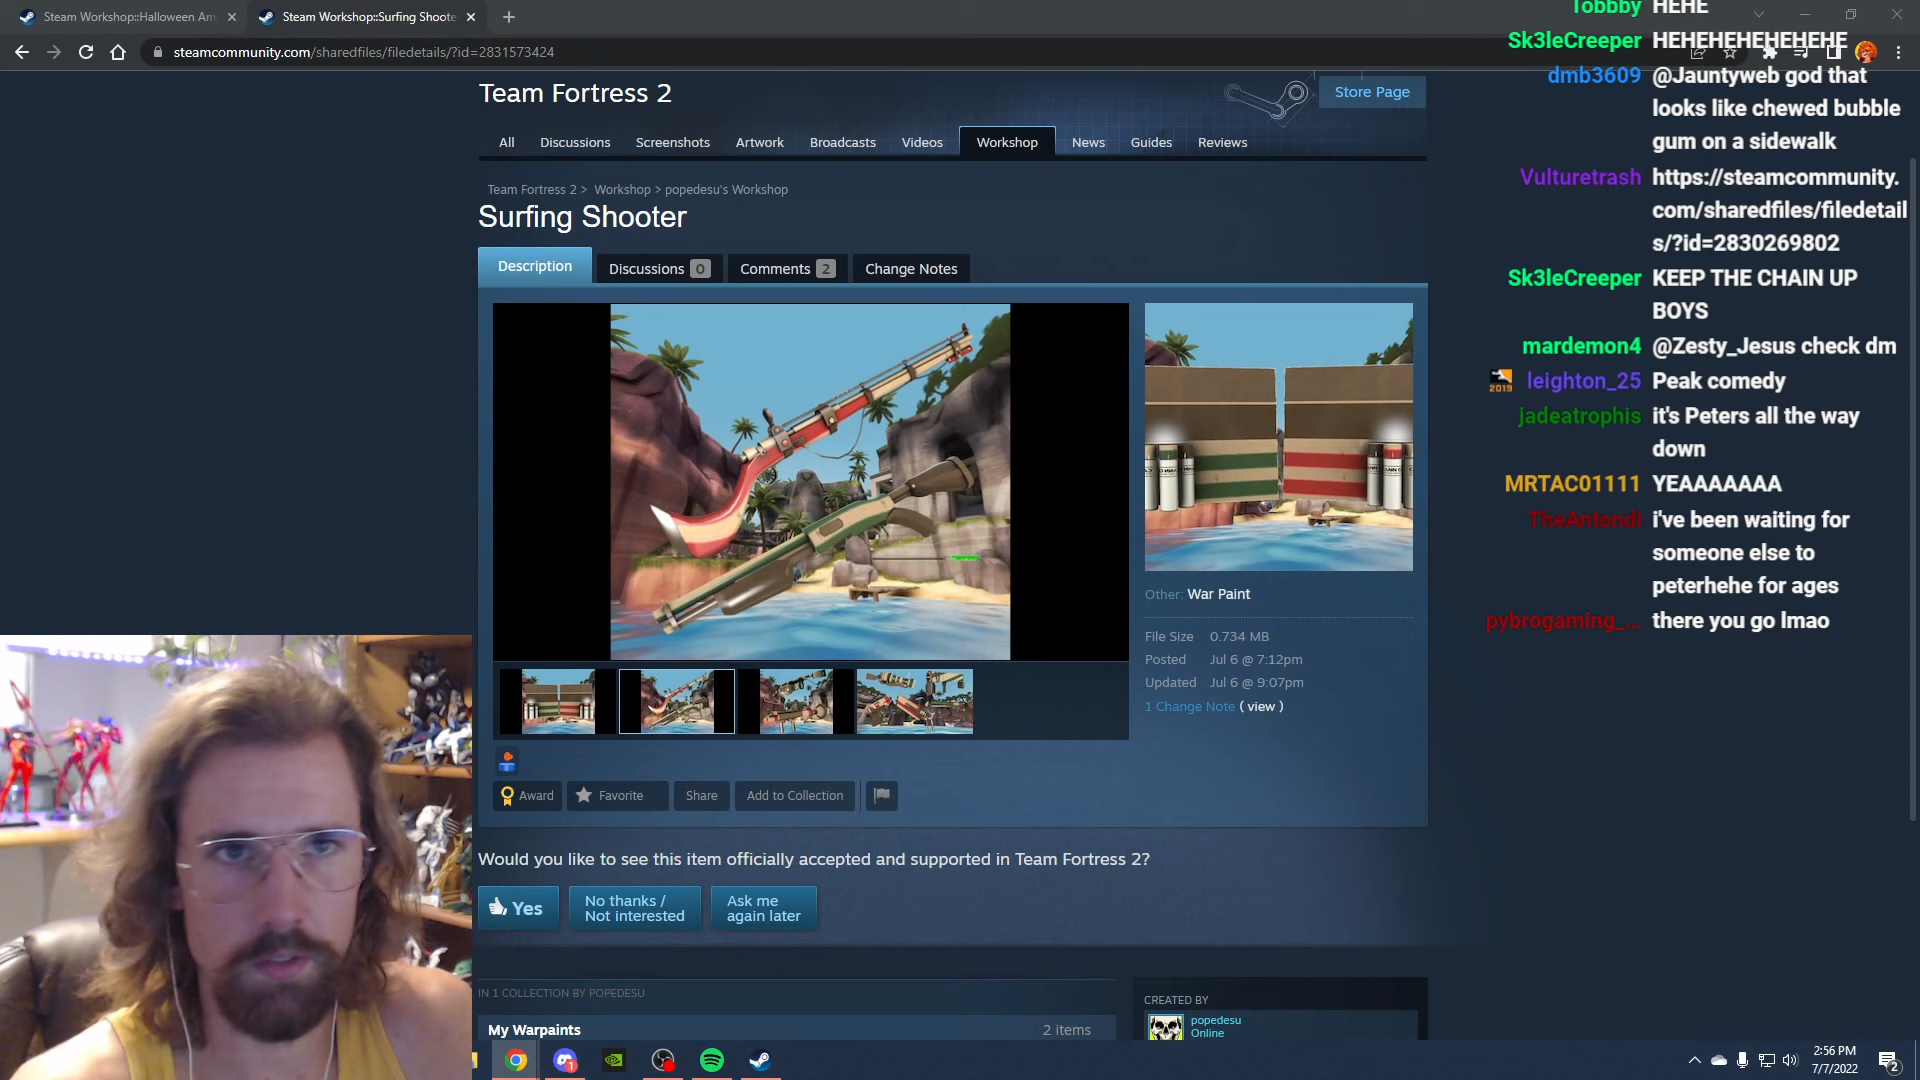 Steam Workshop::Halloween Am
Steam Workshop::Surfing Shoote
steamcommunity.com/sharedfiles/filedetails/?id=2831573424
Team Fortress 2
Store Page
All
Discussions
Screenshots
Artwork
Broadcasts
Videos
Workshop
News
Guides
Reviews
Team Fortress 2 > Workshop > popedesu's Workshop
Surfing Shooter
Description
Discussions 0
Comments 2
Change Notes
Other: War Paint
File Size 0.734 MB
Posted Jul 6 @ 7:12pm
Updated Jul 6 @ 9:07pm
1 Change Note ( view )
Award
Favorite
Share
Add to Collection
Would you like to see this item officially accepted and supported in Team Fortress 2?
Yes
No thanks /
Not interested
Ask me
again later
IN 1 COLLECTION BY POPEDESU
My Warpaints
2 items
CREATED BY
popedesu
Online
Tobbby HEHE
Sk3leCreeper HEHEHEHEHEHEHE
dmb3609 @Jauntyweb god that
looks like chewed bubble
gum on a sidewalk
Vulturetrash https://steamcommunity.
com/sharedfiles/filedetail
s/?id=2830269802
Sk3leCreeper KEEP THE CHAIN UP
BOYS
mardemon4 @Zesty_Jesus check dm
2019 leighton_25 Peak comedy
jadeatrophis it's Peters all the way
down
MRTAC01111 YEAAAAAAA
i've been waiting for
someone else to
peterhehe for ages
pybrogaming_... there you go lmao
1
2:56 PM
7/7/2022
2